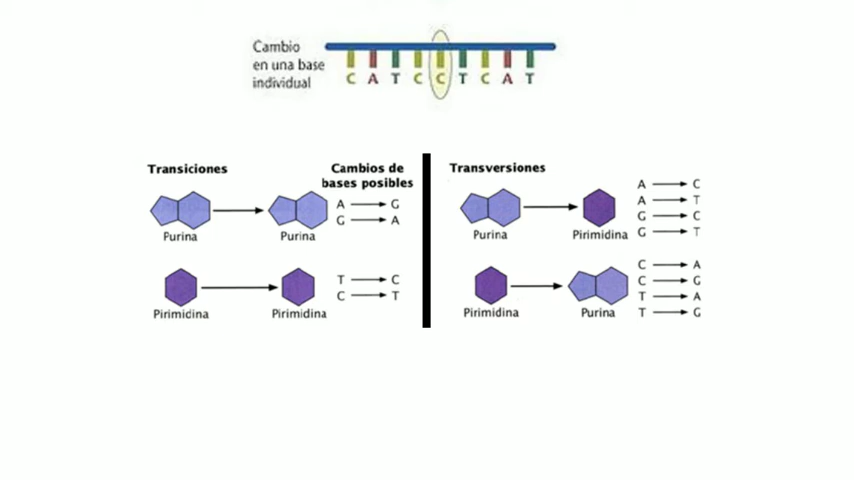 Cambio
en una base
individual
C A T C C T C A T
Transiciones
Cambios de
bases posibles
Purina
Purina
A G
G A
Pirimidina
Pirimidina
T C
C T
Transversiones
Purina
Pirimidina
A C
A T
G C
G T
Pirimidina
Purina
C A
C G
T A
T G